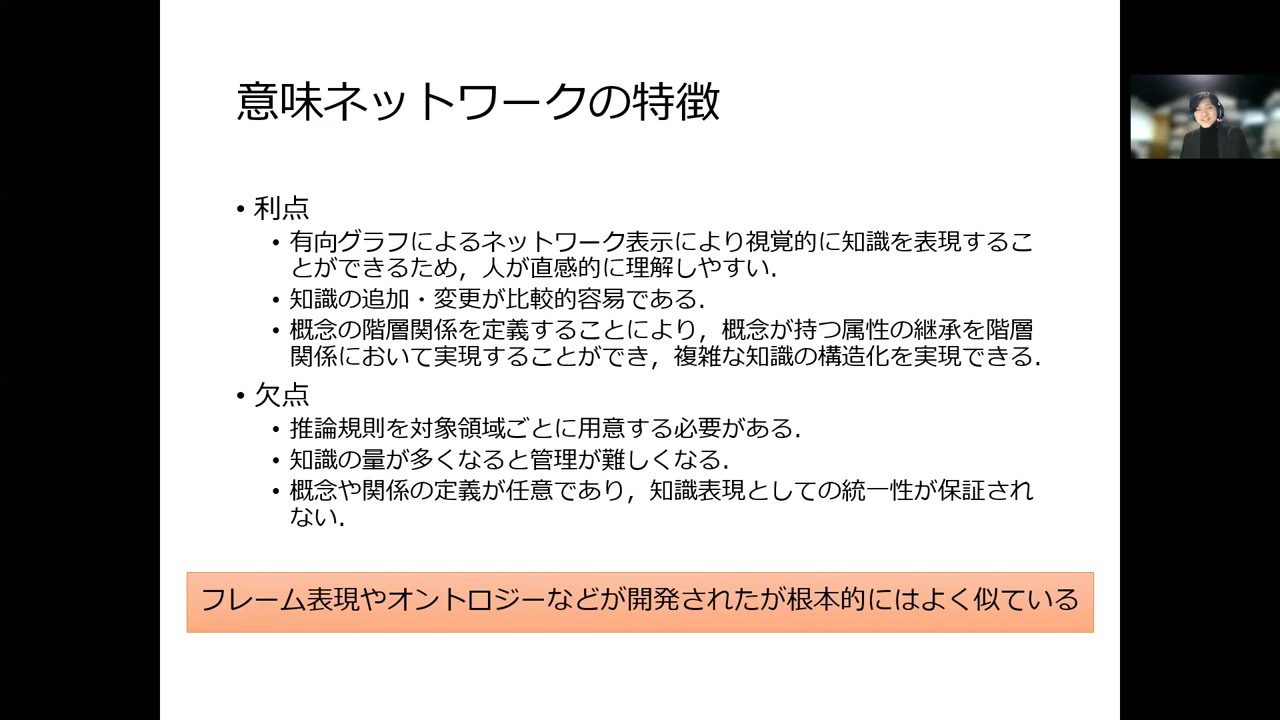 意味ネットワークの特徴
• 利点
• 有向グラフによるネットワーク表示により視覚的に知識を表現するこ
とができるため，人が直感的に理解しやすい．
• 知識の追加・変更が比較的容易である．
• 概念の階層関係を定義することにより，概念が持つ属性の継承を階層
関係において実現することができ，複雑な知識の構造化を実現できる．
• 欠点
• 推論規則を対象領域ごとに用意する必要がある．
• 知識の量が多くなると管理が難しくなる．
• 概念や関係の定義が任意であり，知識表現としての統一性が保証され
ない．
フレーム表現やオントロジーなどが開発されたが根本的にはよく似ている